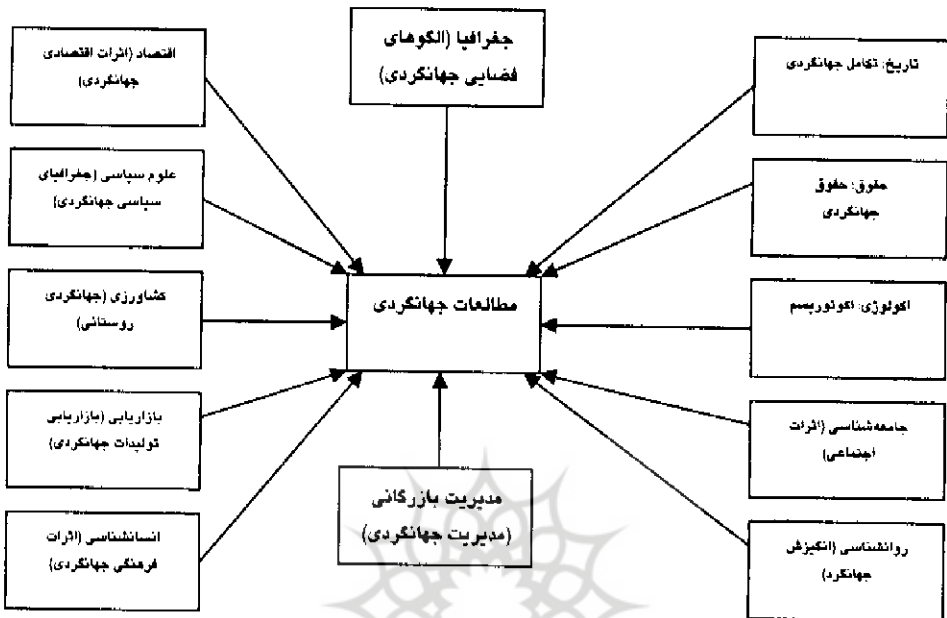 تاریخ: تکامل جهانگردی
حقوق: حقوق
جهانگردی
اکولوژی: اکوتوریسم
جامعه‌شناسی (اثرات
اجتماعی)
روانشناسی (انگیزش
جهانگرد)
جغرافیا (الگوهای
فضایی جهانگردی)
مطالعات جهانگردی
مدیریت بازرگانی
(مدیریت جهانگردی)
اقتصاد (اثرات اقتصادی
جهانگردی)
علوم سیاسی (جغرافیای
سیاسی جهانگردی)
کشاورزی (جهانگردی
روستائی)
بازاریابی (بازاریابی
تولیدات جهانگردی)
انسانشناسی (اثرات
فرهنگی جهانگردی)